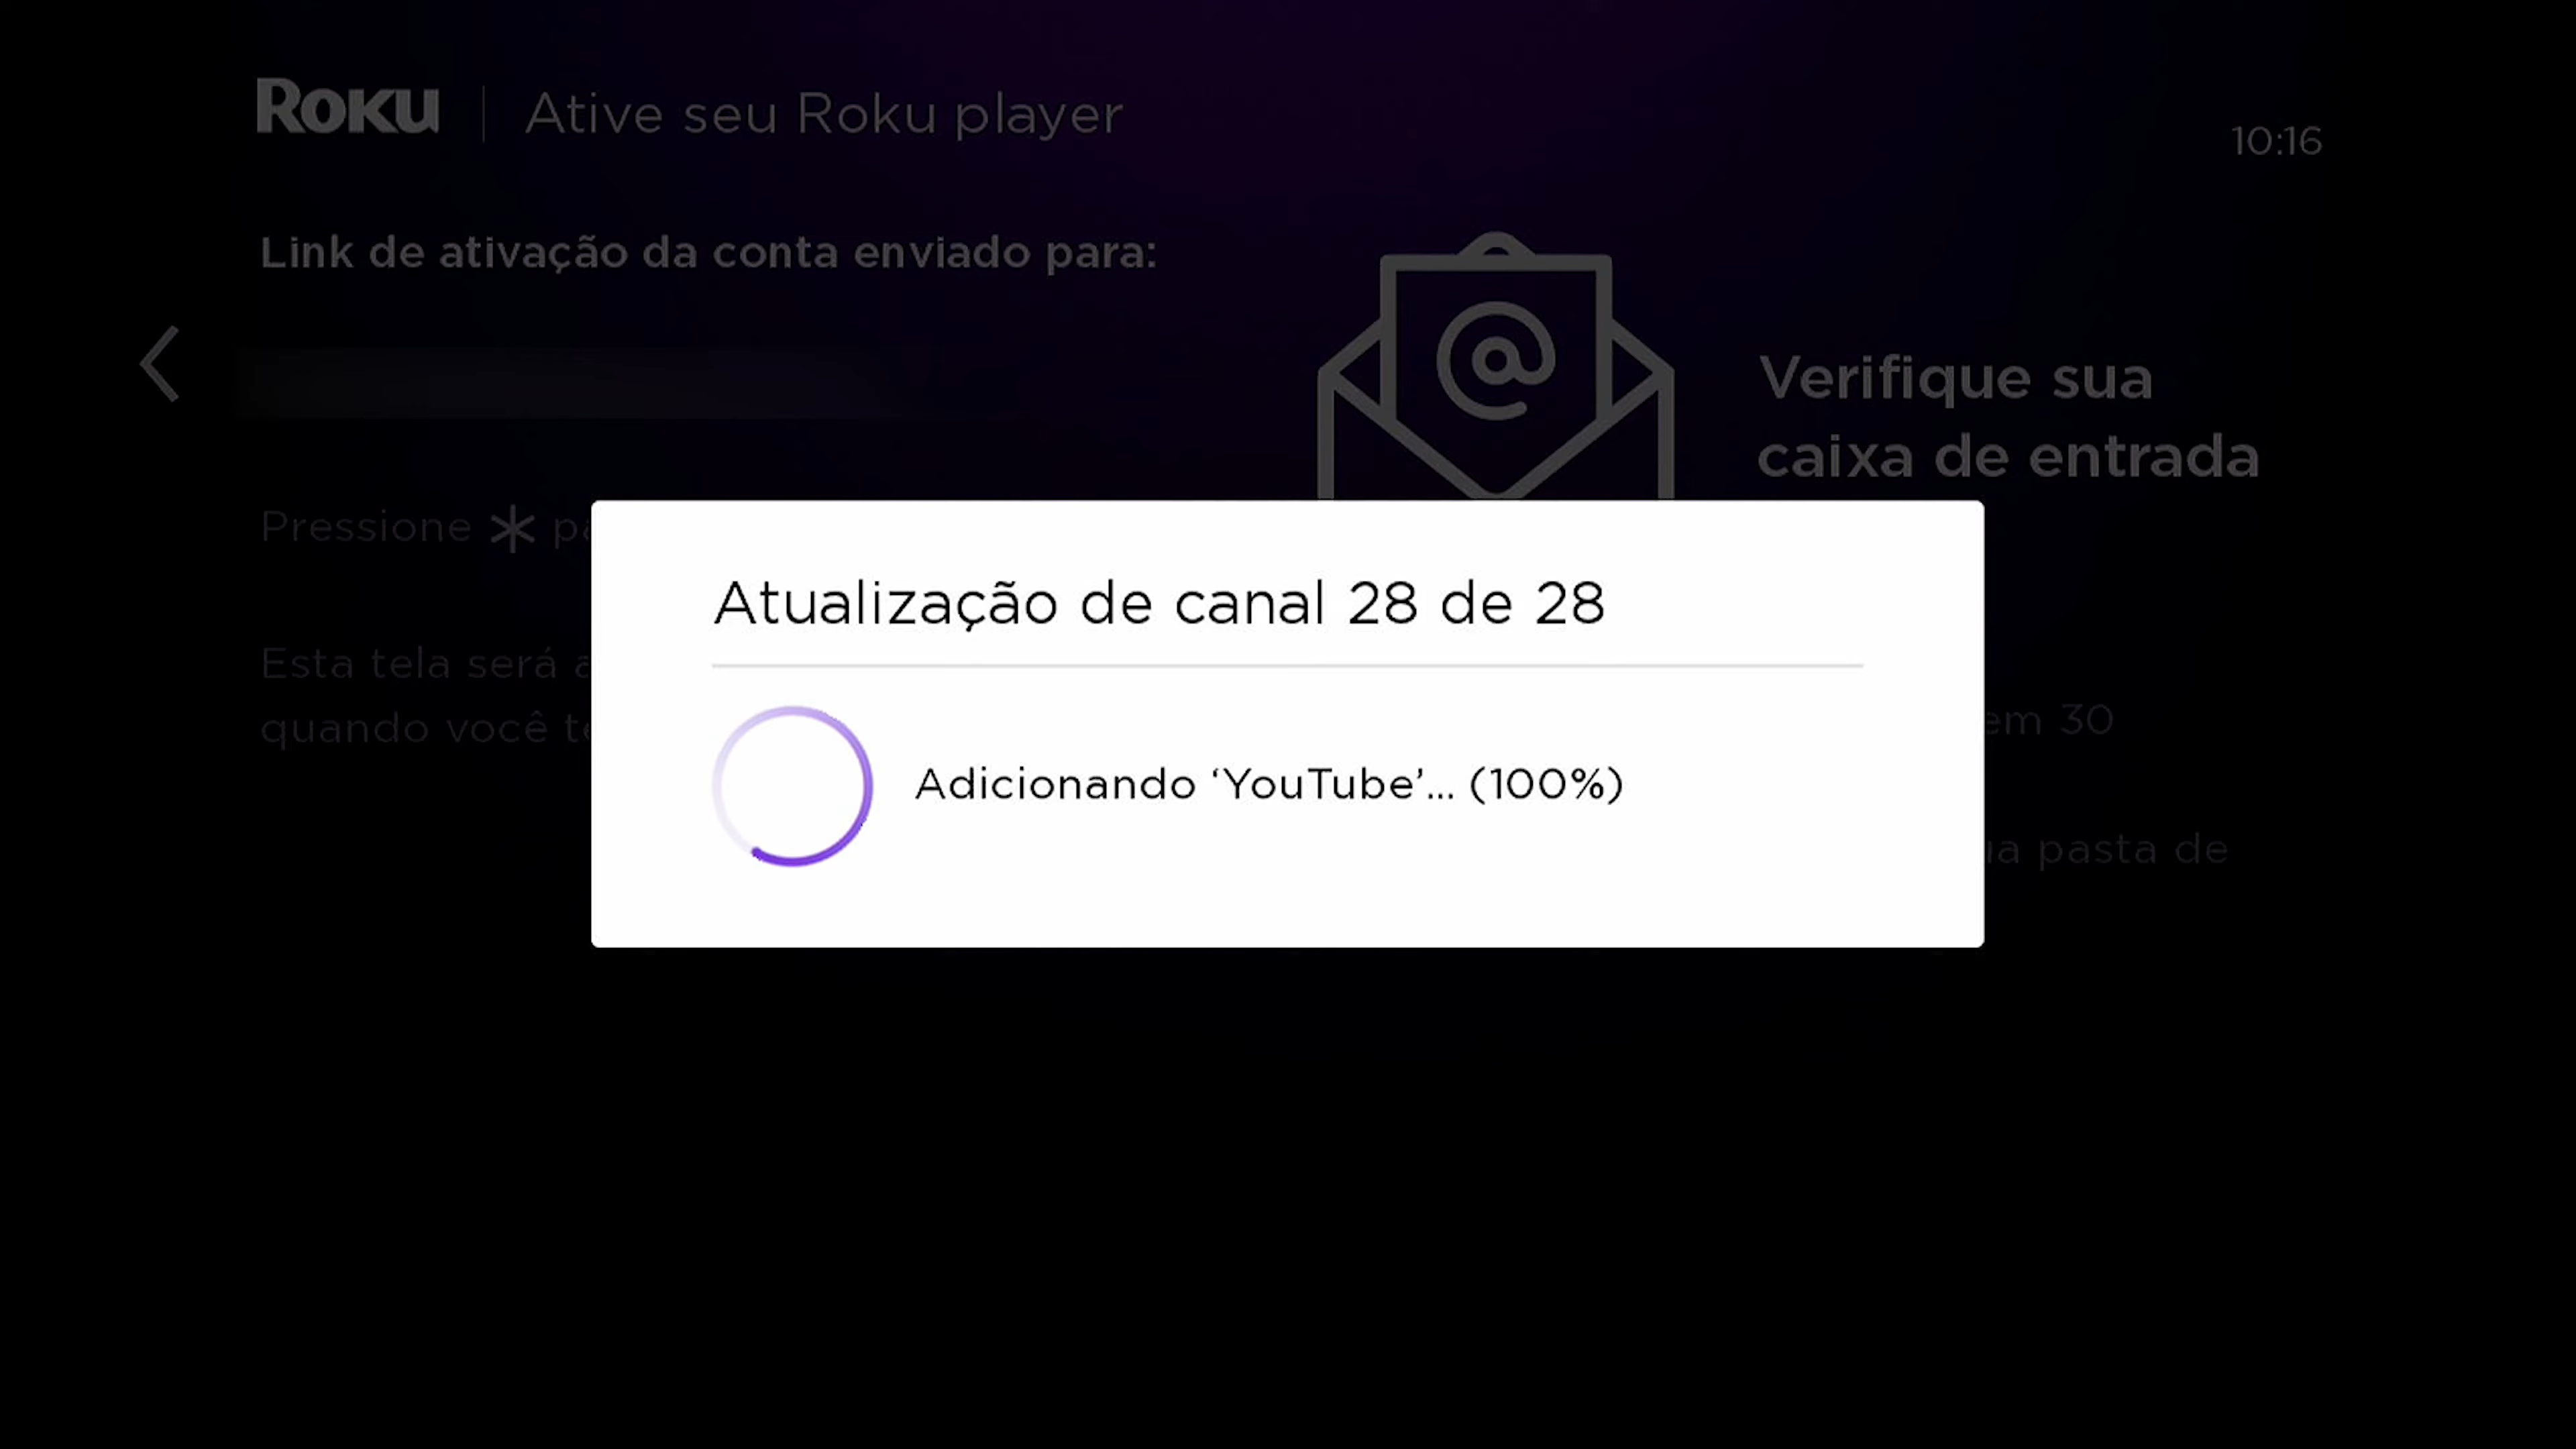 Roku
Ative seu Roku player
10:16
Link de ativação da conta enviado para:
Verifique sua
caixa de entrada
Pressione
Atualização de canal 28 de 28
Adicionando ‘YouTube’... (100%)
Esta tela será
quando você
em 30
pasta de